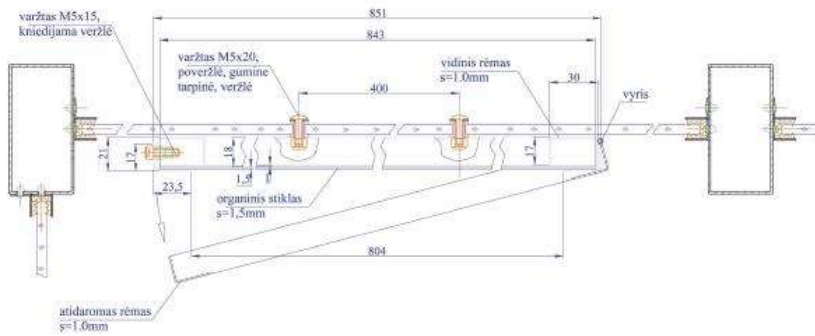 851
varžtas M5x15,
kniedijama veržlė
843
varžtas M5x20,
poveržlė, guminė
tarpinė, veržlė
vidinis rėmas
s=1.0mm
30
400
vyris
21
17
18
17
1,5
1
23,5
organinis stiklas
s=1,5mm
804
atidaromas rėmas
s=1.0mm